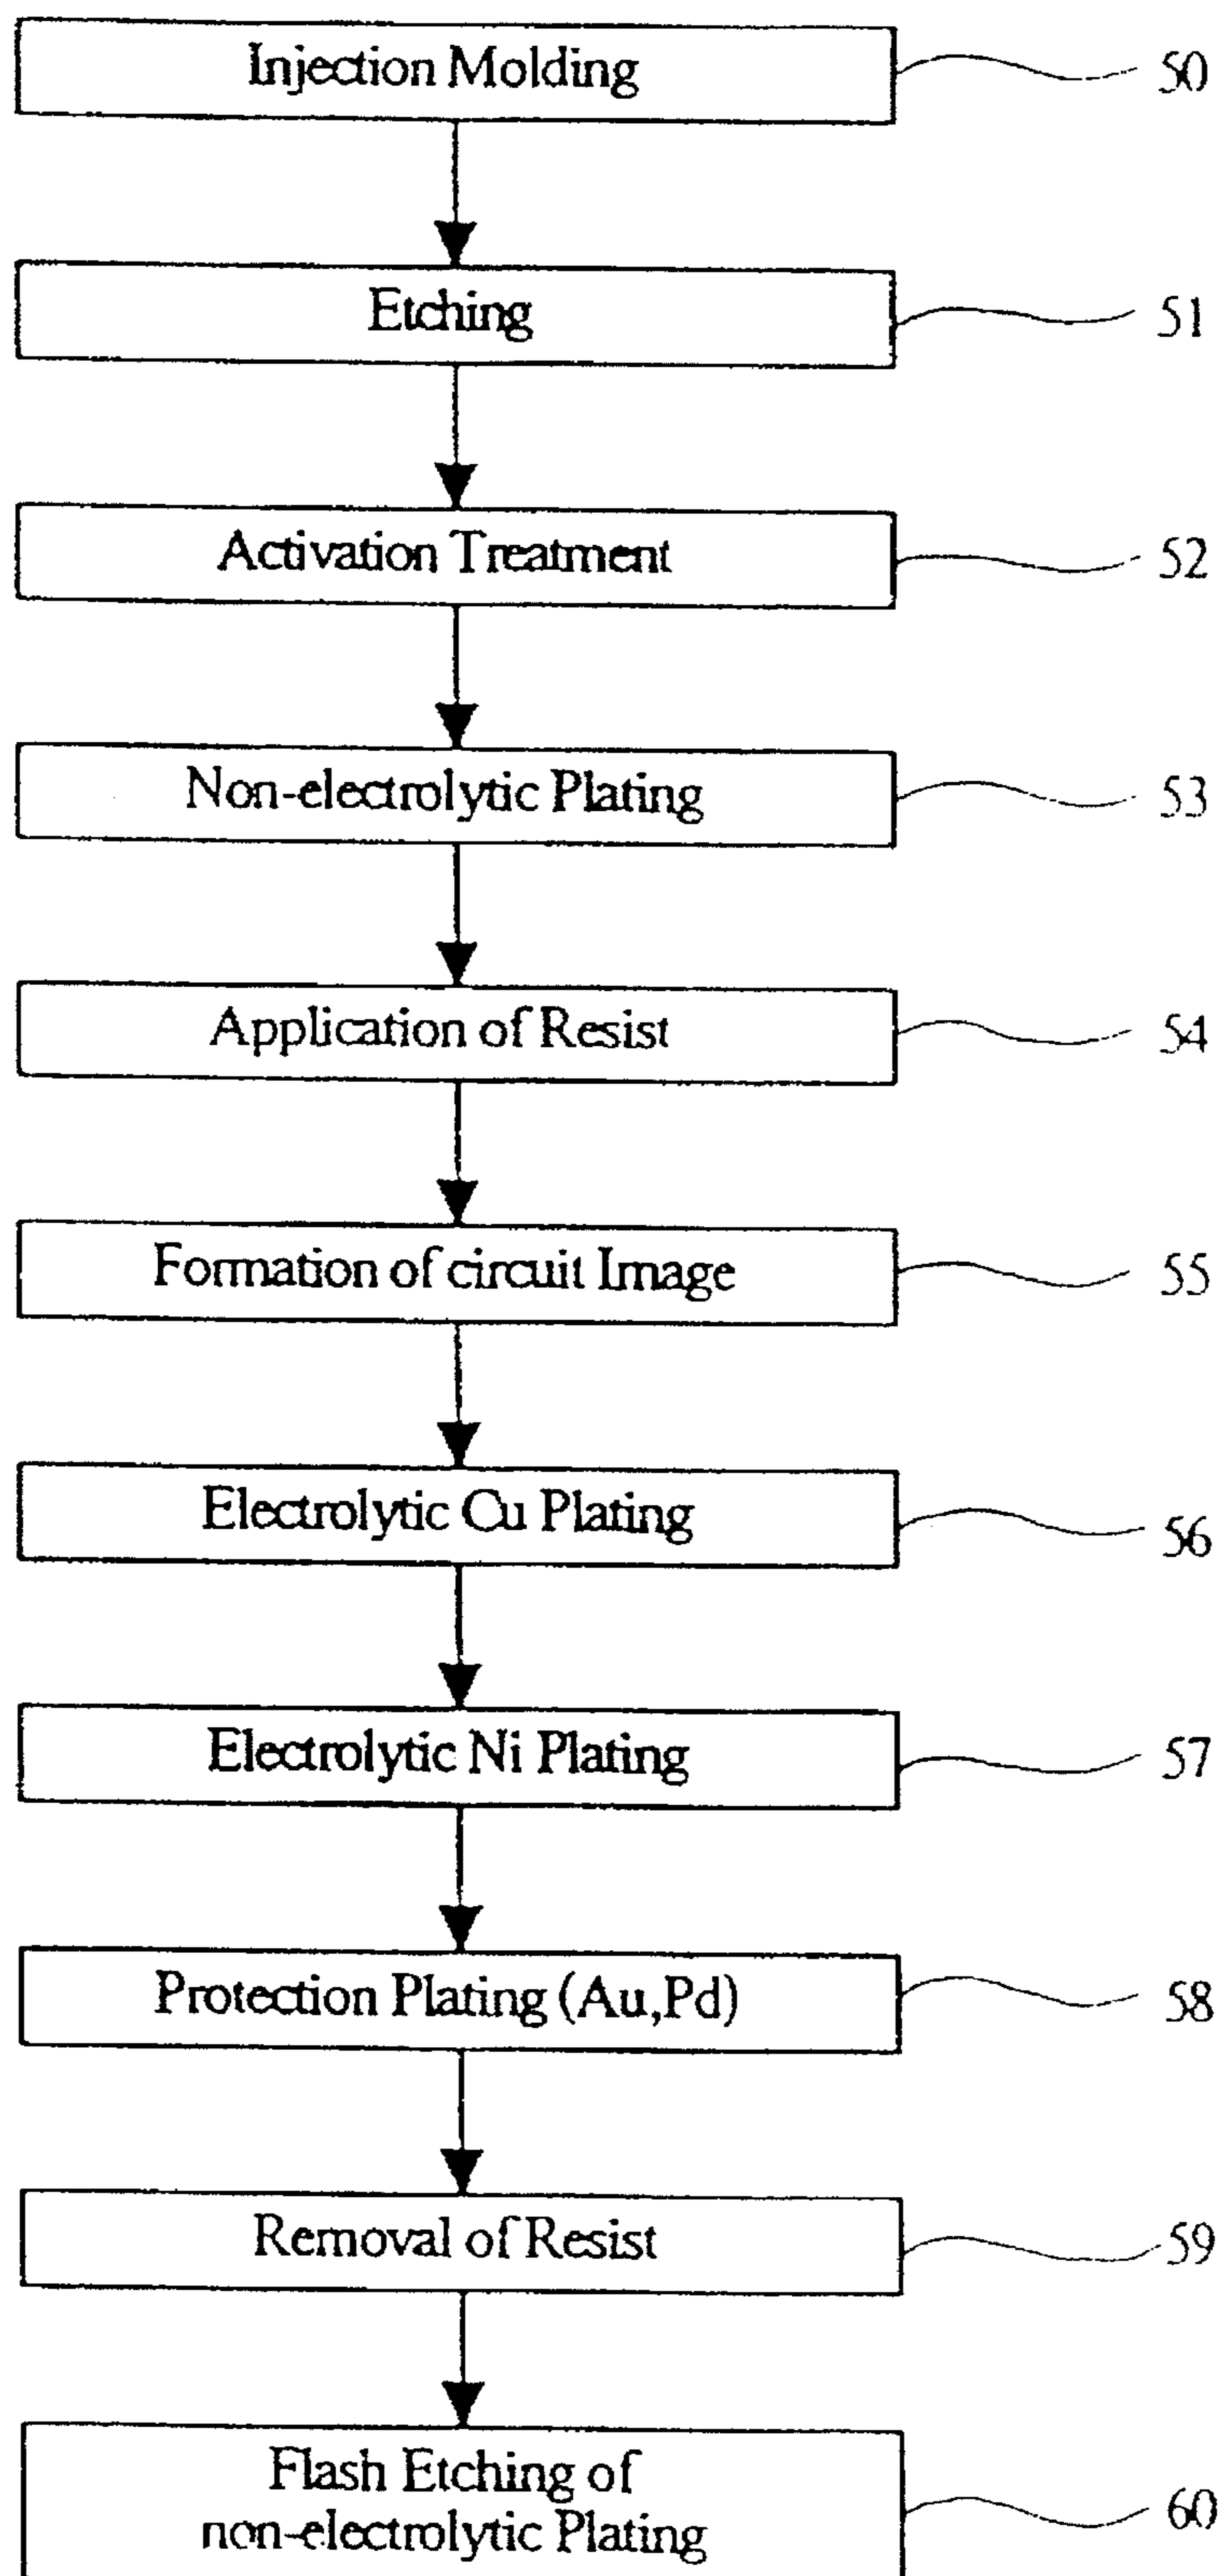 Injection Molding
50
Etching
51
Activation Treatment
52
Non-electrolytic Plating
53
Application of Resist
54
Formation of circuit Image
55
Electrolytic Cu Plating
56
Electrolytic Ni Plating
57
Protection Plating (Au,Pd)
58
Removal of Resist
59
Flash Etching of
non-electrolytic Plating
60